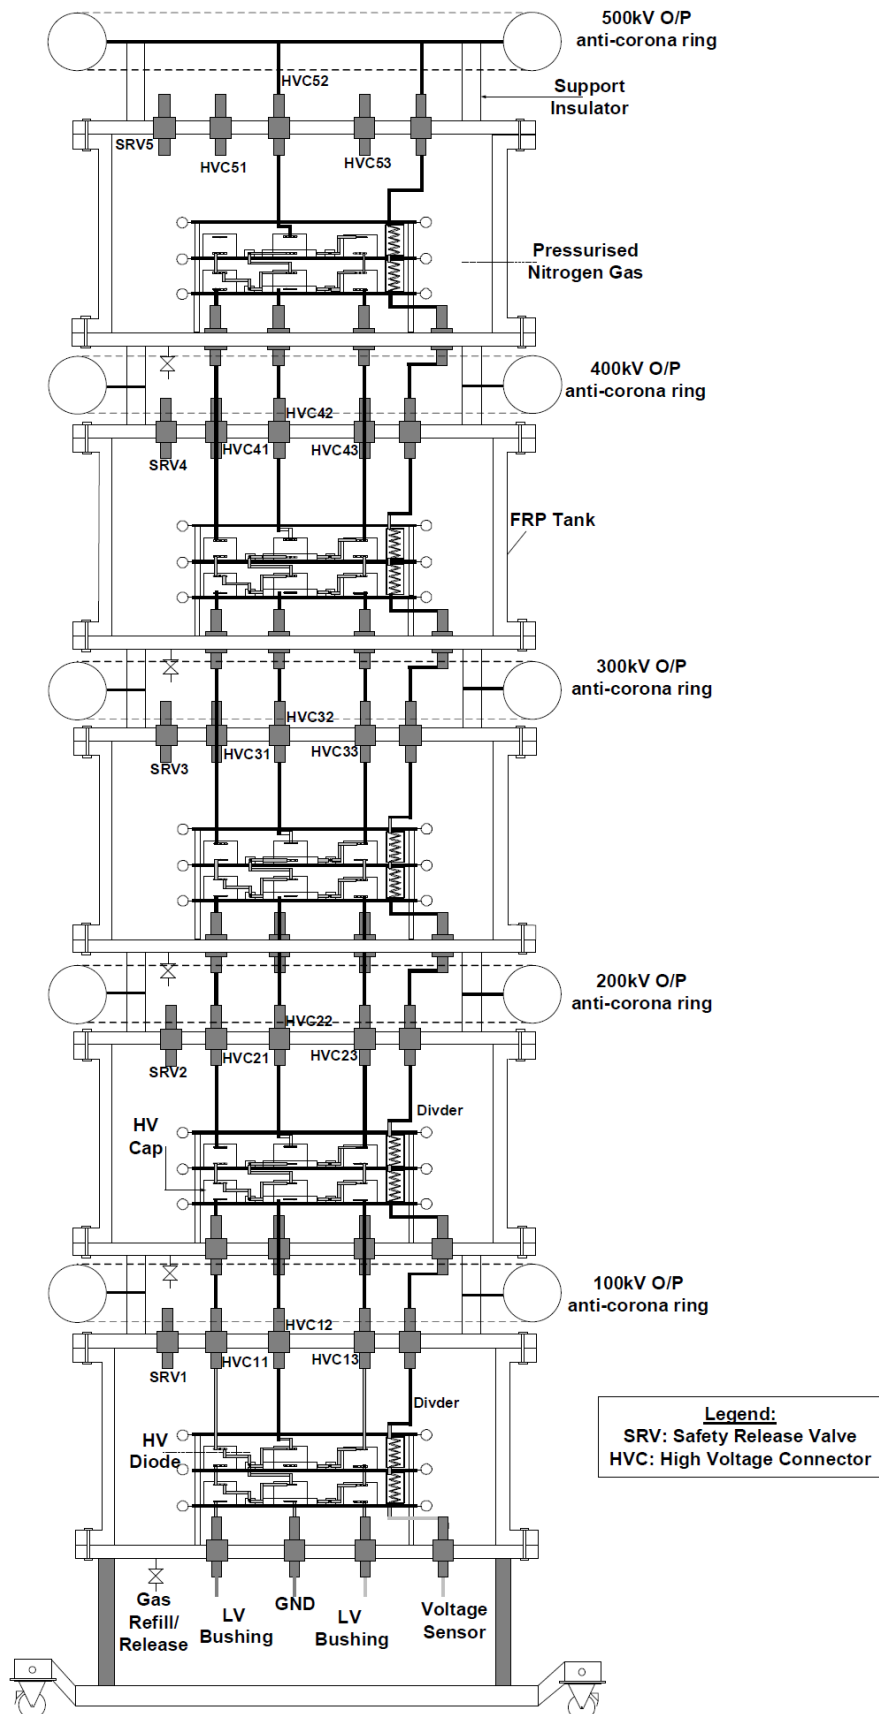 500kV O/P
anti-corona ring
HVC52
Support
Insulator
SRV5
HVC51
HVC53
Pressurised
Nitrogen Gas
400kV O/P
anti-corona ring
HVC42
HVC41
HVC43
SRV4
FRP Tank
300kV O/P
anti-corona ring
HVC32
HVC31
HVC33
SRV3
200kV O/P
anti-corona ring
HVC22
HVC21
HVC23
SRV2
Divder
HV
Cap
100kV O/P
anti-corona ring
HVC12
HVC11
HVC13
SRV1
Divder
HV
Diode
Legend:
SRV: Safety Release Valve
HVC: High Voltage Connector
Gas
Refill/
Release
LV
Bushing
GND
LV
Bushing
Voltage
Sensor